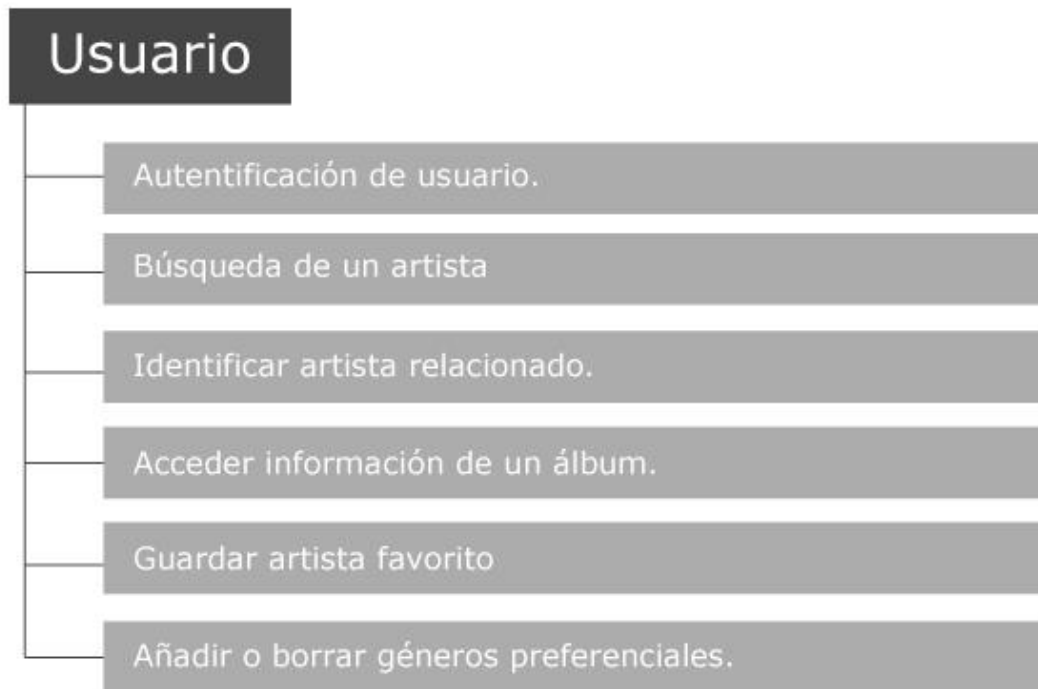 Usuario
Autentificación de usuario.
Búsqueda de un artista
Identificar artista relacionado.
Acceder información de un álbum.
Guardar artista favorito
Añadir o borrar géneros preferenciales.